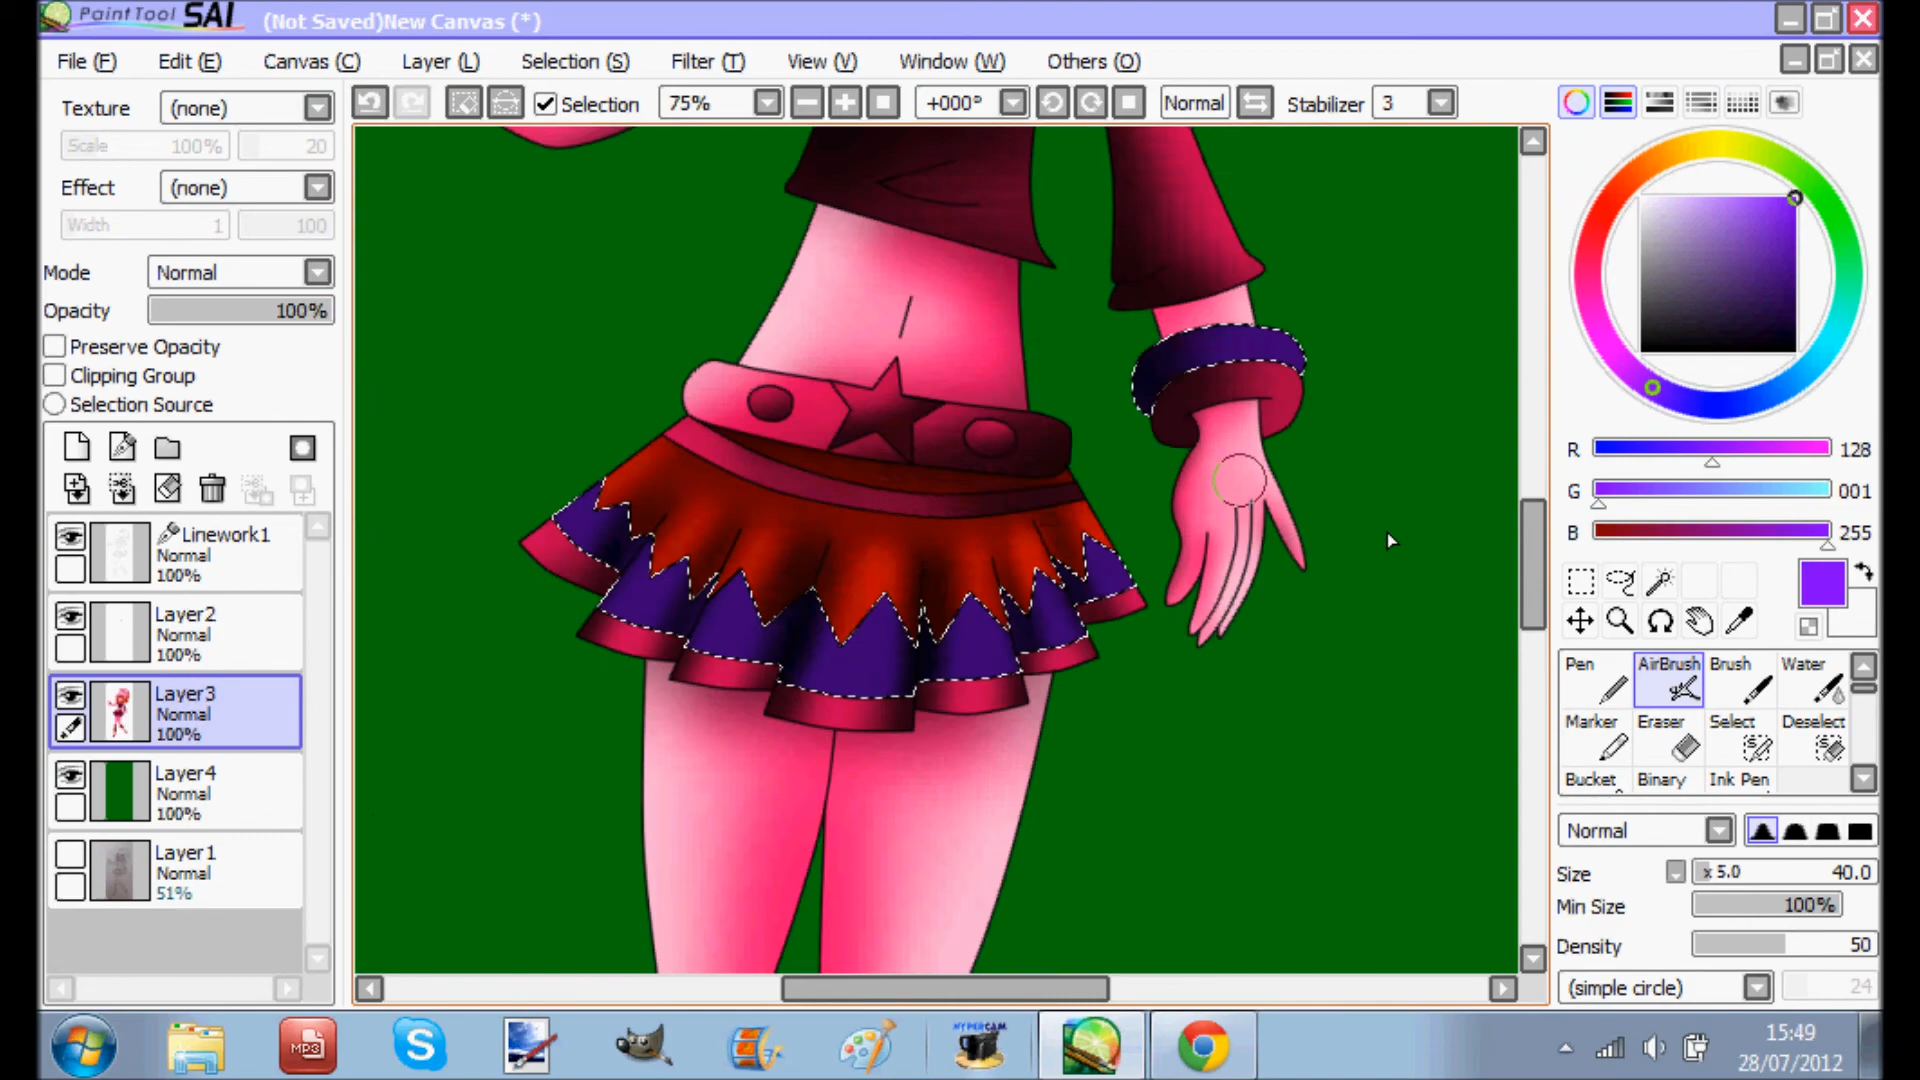 PaintTool SAI (Not Saved)New Canvas (*)
File (F) Edit (E) Canvas (C) Layer (L) Selection (S) Filter (T) View (V) Window (W) Others (O)
Texture (none)
Scale 100% 20
Effect (none)
Width 1 100
Mode Normal
Opacity 100%
Preserve Opacity
Clipping Group
Selection Source
Selection 75% +000° Normal Stabilizer 3
Linework1
Normal
100%
Layer2
Normal
100%
Layer3
Normal
100%
Layer4
Normal
100%
Layer1
Normal
51%
R 128
G 001
B 255
Pen AirBrush Brush Water
Marker Eraser Select Deselect
Bucket Binary Ink Pen
Normal
Size x 5.0 40.0
Min Size 100%
Density 50
(simple circle) 24
MP3
HYPERCAM
15:49
28/07/2012